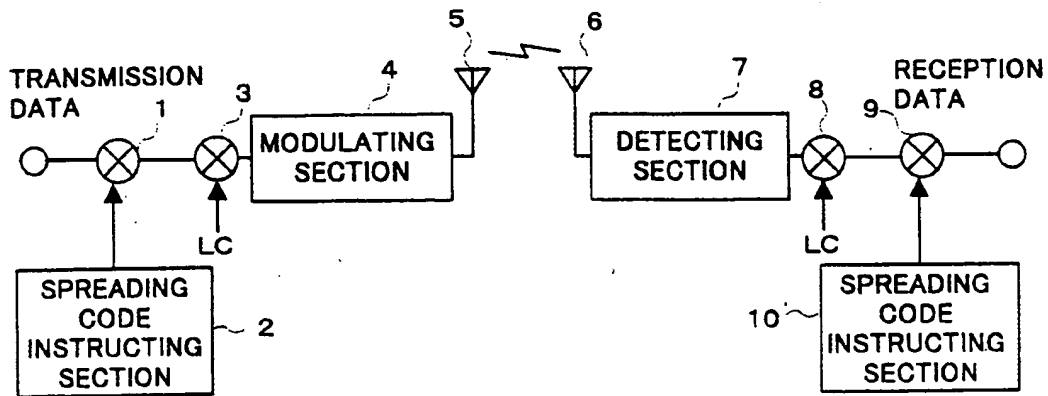 5
6
TRANSMISSION
DATA
1
3
4
7
8
RECEPTION
DATA
9
MODULATING
SECTION
DETECTING
SECTION
LC
LC
SPREADING
CODE
INSTRUCTING
SECTION
2
10
SPREADING
CODE
INSTRUCTING
SECTION